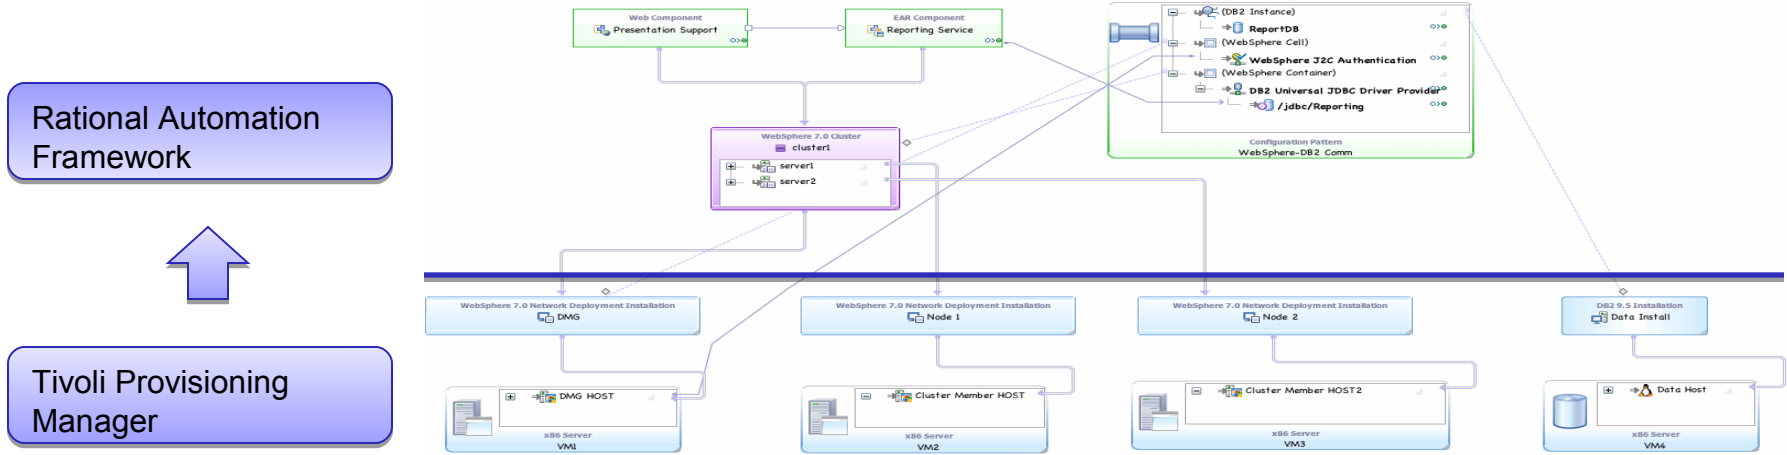 Rational Automation
Framework
Tivoli Provisioning
Manager
Web Component
Presentation Support
EAR Component
Reporting Service
(DB2 Instance)
ReportDB
(WebSphere Cell)
WebSphere J2C Authentication
(WebSphere Container)
DB2 Universal JDBC Driver Provider
/jdbc/Reporting
Configuration Pattern
WebSphere-DB2 Comm
WebSphere 7.0 Cluster
cluster1
server1
server2
WebSphere 7.0 Network Deployment Installation
DMG
WebSphere 7.0 Network Deployment Installation
Node 1
WebSphere 7.0 Network Deployment Installation
Node 2
DB2 9.5 Installation
Data Install
DMG HOST
x86 Server
VM1
Cluster Member HOST
x86 Server
VM2
Cluster Member HOST2
x86 Server
VM3
Data Host
x86 Server
VM4